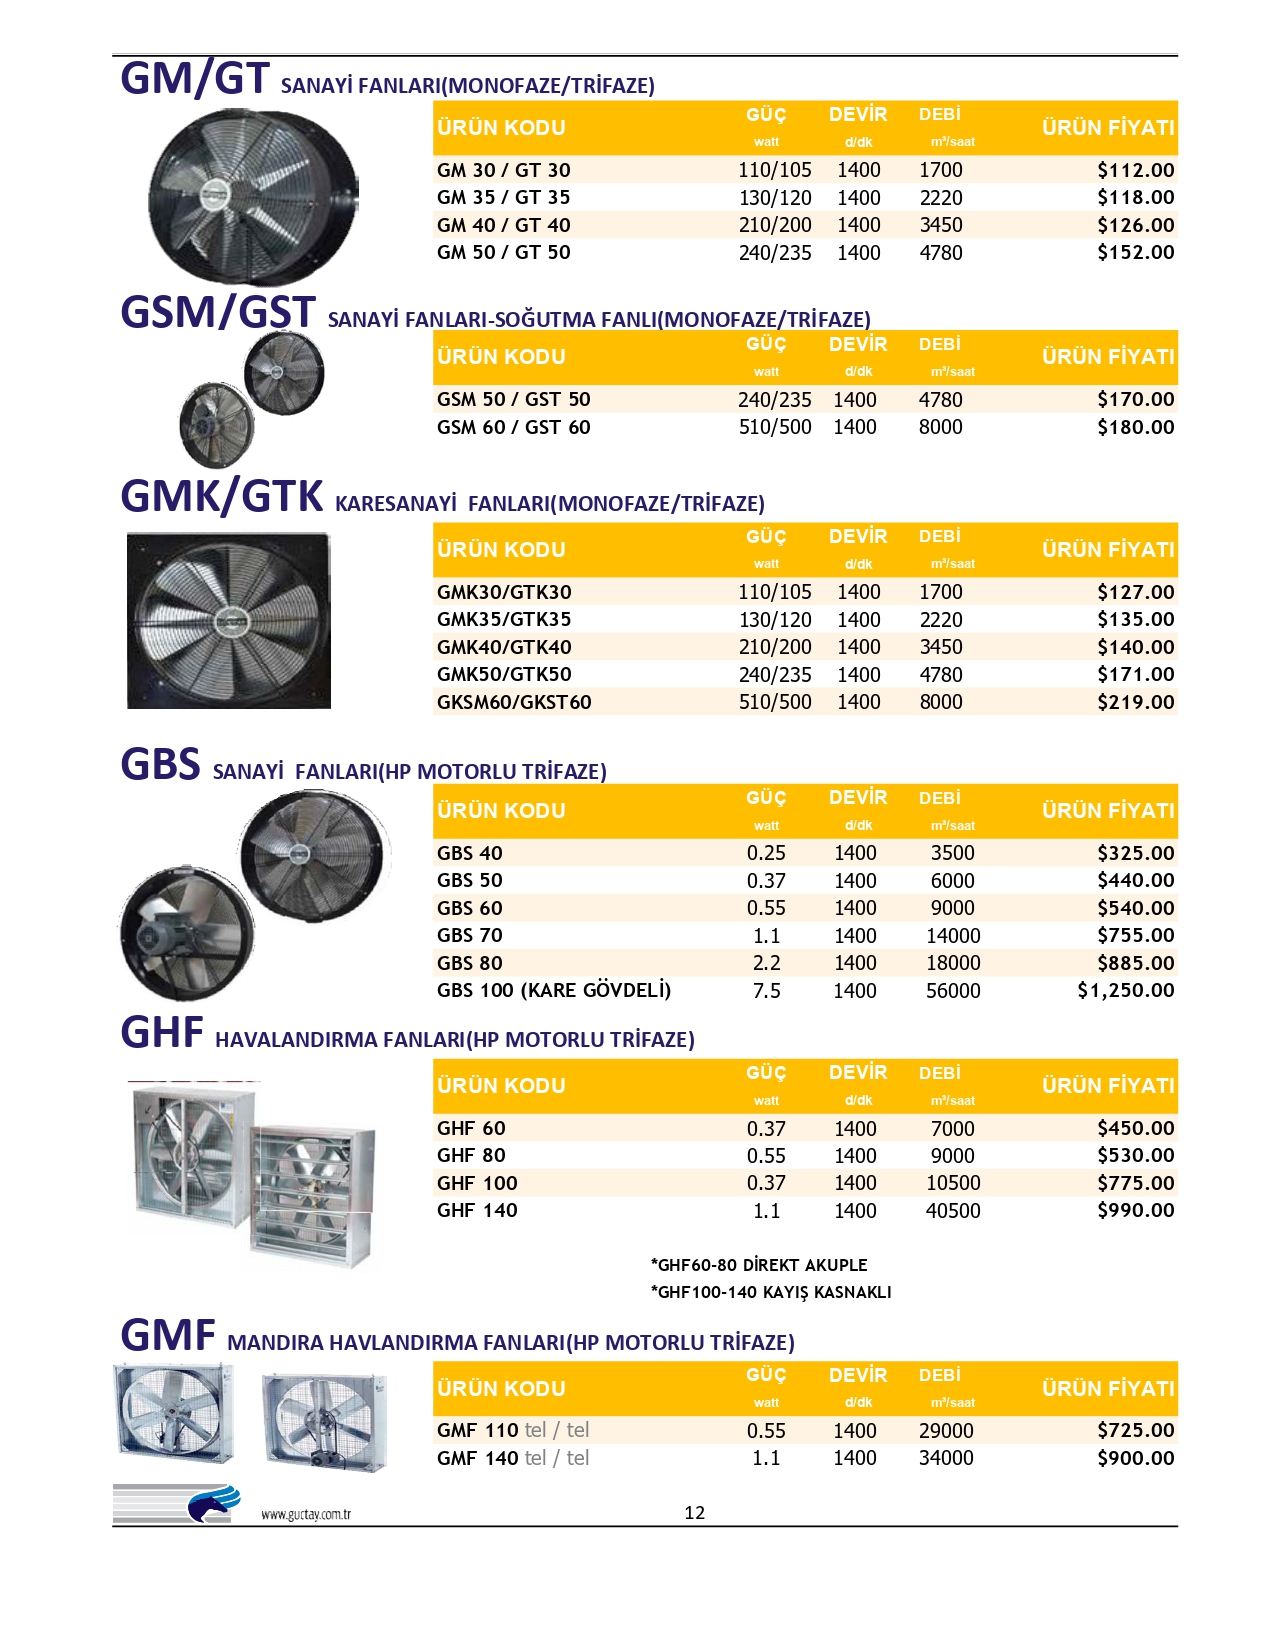 GM/GT SANAYİ FANLARI(MONOFAZE/TRİFAZE)
ÜRÜN KODU GÜÇ watt DEVİR d/dk DEBİ m³/saat ÜRÜN FİYATI
GM 30 / GT 30 110/105 1400 1700 $112.00
GM 35 / GT 35 130/120 1400 2220 $118.00
GM 40 / GT 40 210/200 1400 3450 $126.00
GM 50 / GT 50 240/235 1400 4780 $152.00
GSM/GST SANAYİ FANLARI-SOĞUTMA FANLI(MONOFAZE/TRİFAZE)
ÜRÜN KODU GÜÇ watt DEVİR d/dk DEBİ m³/saat ÜRÜN FİYATI
GSM 50 / GST 50 240/235 1400 4780 $170.00
GSM 60 / GST 60 510/500 1400 8000 $180.00
GMK/GTK KARESANAYİ FANLARI(MONOFAZE/TRİFAZE)
ÜRÜN KODU GÜÇ watt DEVİR d/dk DEBİ m³/saat ÜRÜN FİYATI
GMK30/GTK30 110/105 1400 1700 $127.00
GMK35/GTK35 130/120 1400 2220 $135.00
GMK40/GTK40 210/200 1400 3450 $140.00
GMK50/GTK50 240/235 1400 4780 $171.00
GKSM60/GKST60 510/500 1400 8000 $219.00
GBS SANAYİ FANLARI(HP MOTORLU TRİFAZE)
ÜRÜN KODU GÜÇ watt DEVİR d/dk DEBİ m³/saat ÜRÜN FİYATI
GBS 40 0.25 1400 3500 $325.00
GBS 50 0.37 1400 6000 $440.00
GBS 60 0.55 1400 9000 $540.00
GBS 70 1.1 1400 14000 $755.00
GBS 80 2.2 1400 18000 $885.00
GBS 100 (KARE GÖVDELİ) 7.5 1400 56000 $1,250.00
GHF HAVALANDIRMA FANLARI(HP MOTORLU TRİFAZE)
ÜRÜN KODU GÜÇ watt DEVİR d/dk DEBİ m³/saat ÜRÜN FİYATI
GHF 60 0.37 1400 7000 $450.00
GHF 80 0.55 1400 9000 $530.00
GHF 100 0.37 1400 10500 $775.00
GHF 140 1.1 1400 40500 $990.00
*GHF60-80 DİREKT AKUPLE
*GHF100-140 KAYIŞ KASNAKLI
GMF MANDIRA HAVLANDIRMA FANLARI(HP MOTORLU TRİFAZE)
ÜRÜN KODU GÜÇ watt DEVİR d/dk DEBİ m³/saat ÜRÜN FİYATI
GMF 110 tel / tel 0.55 1400 29000 $725.00
GMF 140 tel / tel 1.1 1400 34000 $900.00
www.guctay.com.tr 12